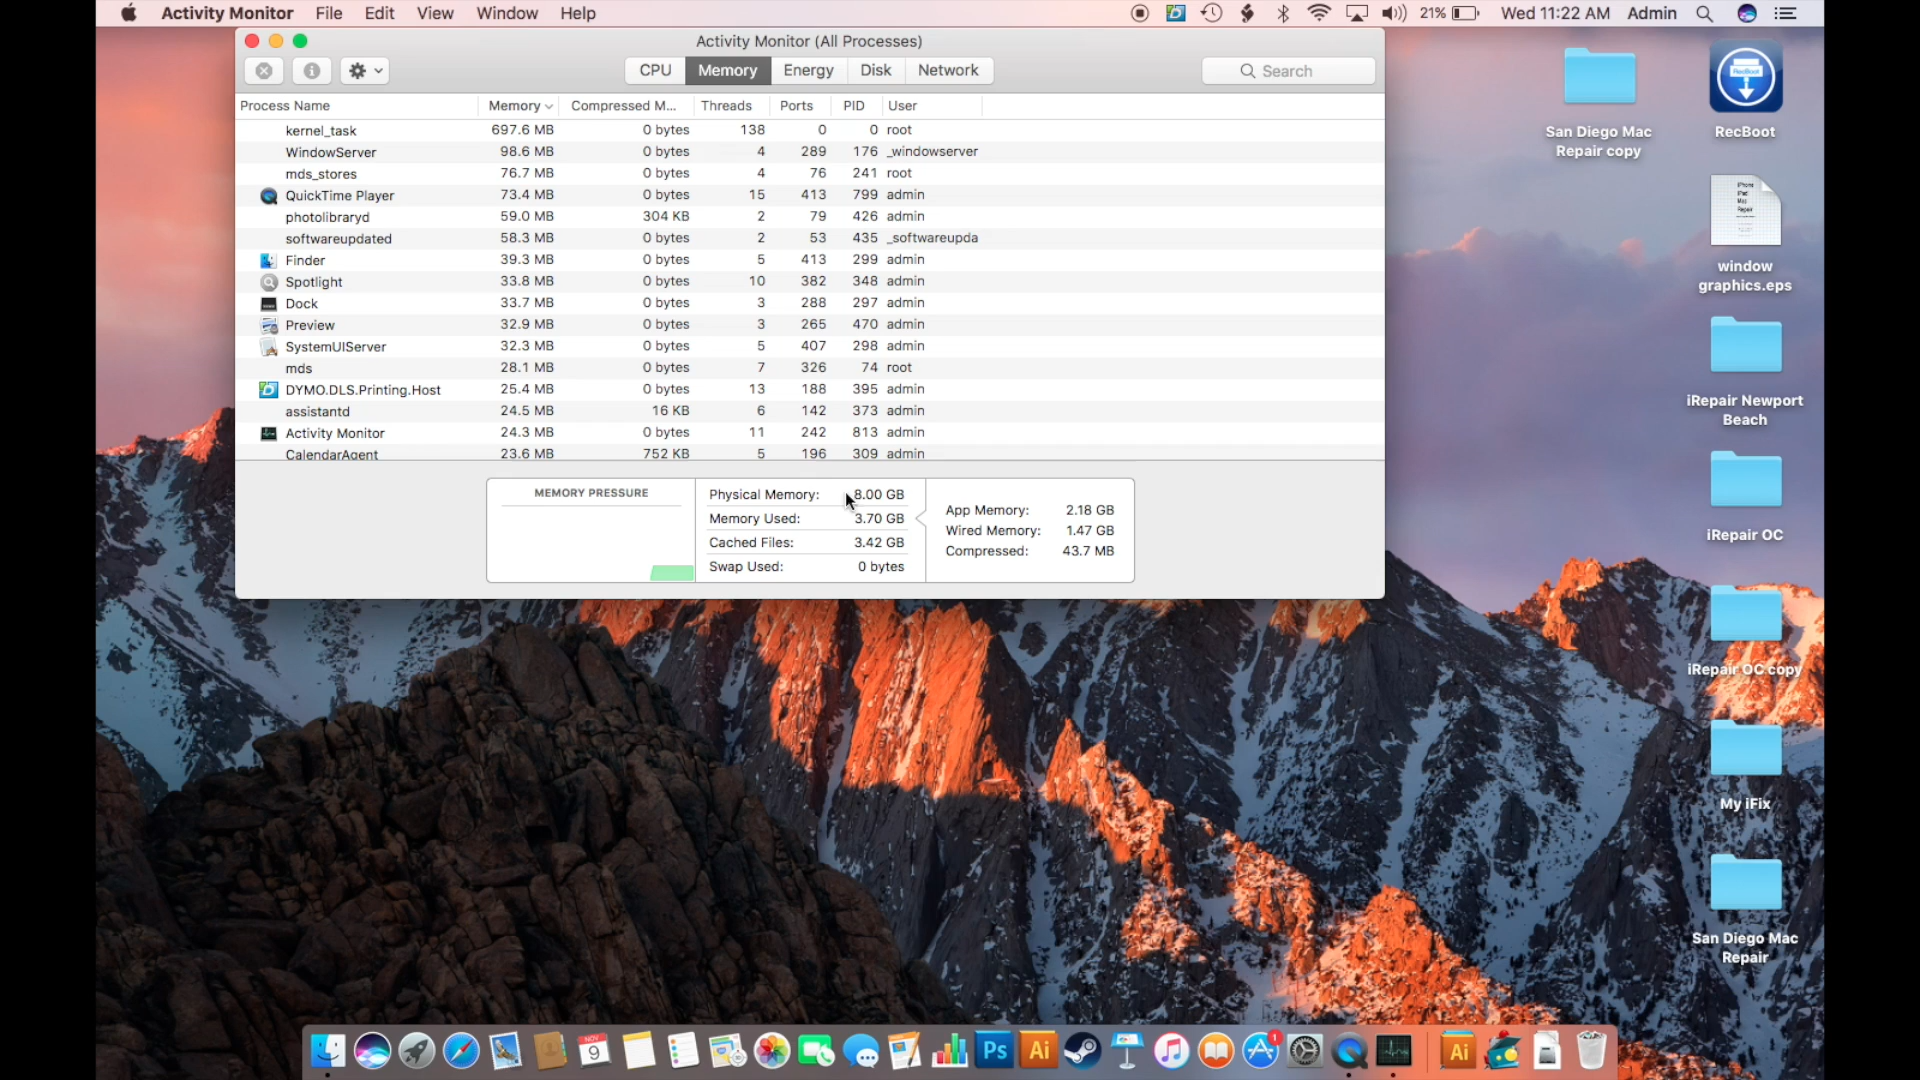 Activity Monitor File Edit View Window Help
21% Wed 11:22 AM Admin
Activity Monitor (All Processes)
CPU Memory Energy Disk Network
Search
Process Name Memory Compressed M... Threads Ports PID User
kernel_task 697.6 MB 0 bytes 138 0 0 root
WindowServer 98.6 MB 0 bytes 4 289 176 _windowserver
mds_stores 76.7 MB 0 bytes 4 76 241 root
QuickTime Player 73.4 MB 0 bytes 15 413 799 admin
photolibraryd 59.0 MB 304 KB 2 79 426 admin
softwareupdated 58.3 MB 0 bytes 2 53 435 _softwareupda
Finder 39.3 MB 0 bytes 5 413 299 admin
Spotlight 33.8 MB 0 bytes 10 382 348 admin
Dock 33.7 MB 0 bytes 3 288 297 admin
Preview 32.9 MB 0 bytes 3 265 470 admin
SystemUIServer 32.3 MB 0 bytes 5 407 298 admin
mds 28.1 MB 0 bytes 7 326 74 root
DYMO.DLS.Printing.Host 25.4 MB 0 bytes 13 188 395 admin
assistantd 24.5 MB 16 KB 6 142 373 admin
Activity Monitor 24.3 MB 0 bytes 11 242 813 admin
CalendarAgent 23.6 MB 752 KB 5 196 309 admin
MEMORY PRESSURE
Physical Memory: 8.00 GB
Memory Used: 3.70 GB
Cached Files: 3.42 GB
Swap Used: 0 bytes
App Memory: 2.18 GB
Wired Memory: 1.47 GB
Compressed: 43.7 MB
San Diego Mac
Repair copy
RecBoot
RecBoot
iPhone
iPad
Mac
Repair
window
graphics.eps
iRepair Newport
Beach
iRepair OC
iRepair OC copy
My iFix
San Diego Mac
Repair
NOV
9
Ps
Ai
1
Ai